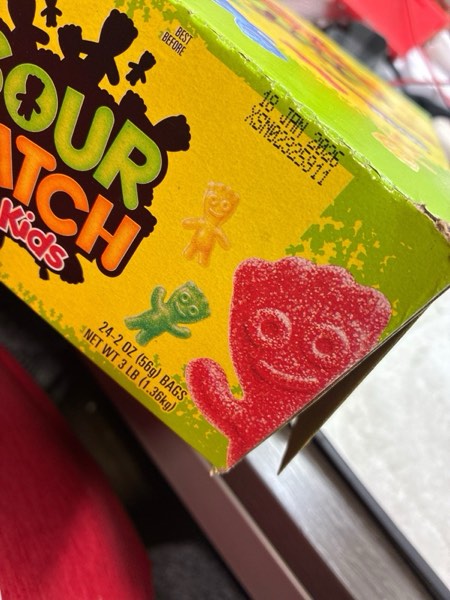 BEST
BEFORE
18 JAN 2026
XSN02325911
SOUR
PATCH
Kids
24-2 OZ (56g) BAGS
NET WT 3 LB (1.36kg)